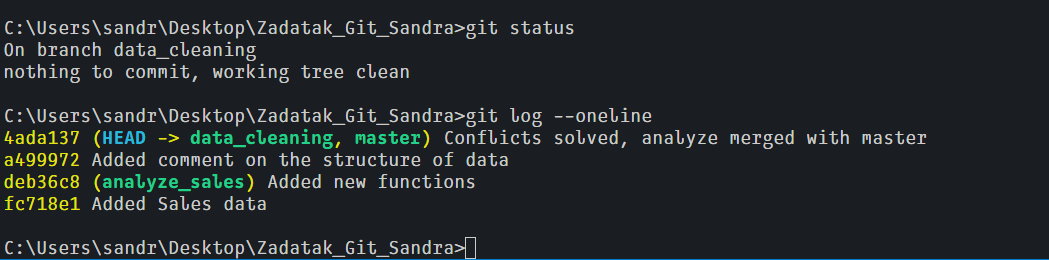 C:\Users\sandr\Desktop\Zadatak_Git_Sandra>git status
On branch data_cleaning
nothing to commit, working tree clean
C:\Users\sandr\Desktop\Zadatak_Git_Sandra>git log --oneline
4ada137 (HEAD -> data_cleaning, master) Conflicts solved, analyze merged with master
a499972 Added comment on the structure of data
deb36c8 (analyze_sales) Added new functions
fc718e1 Added Sales data
C:\Users\sandr\Desktop\Zadatak_Git_Sandra>